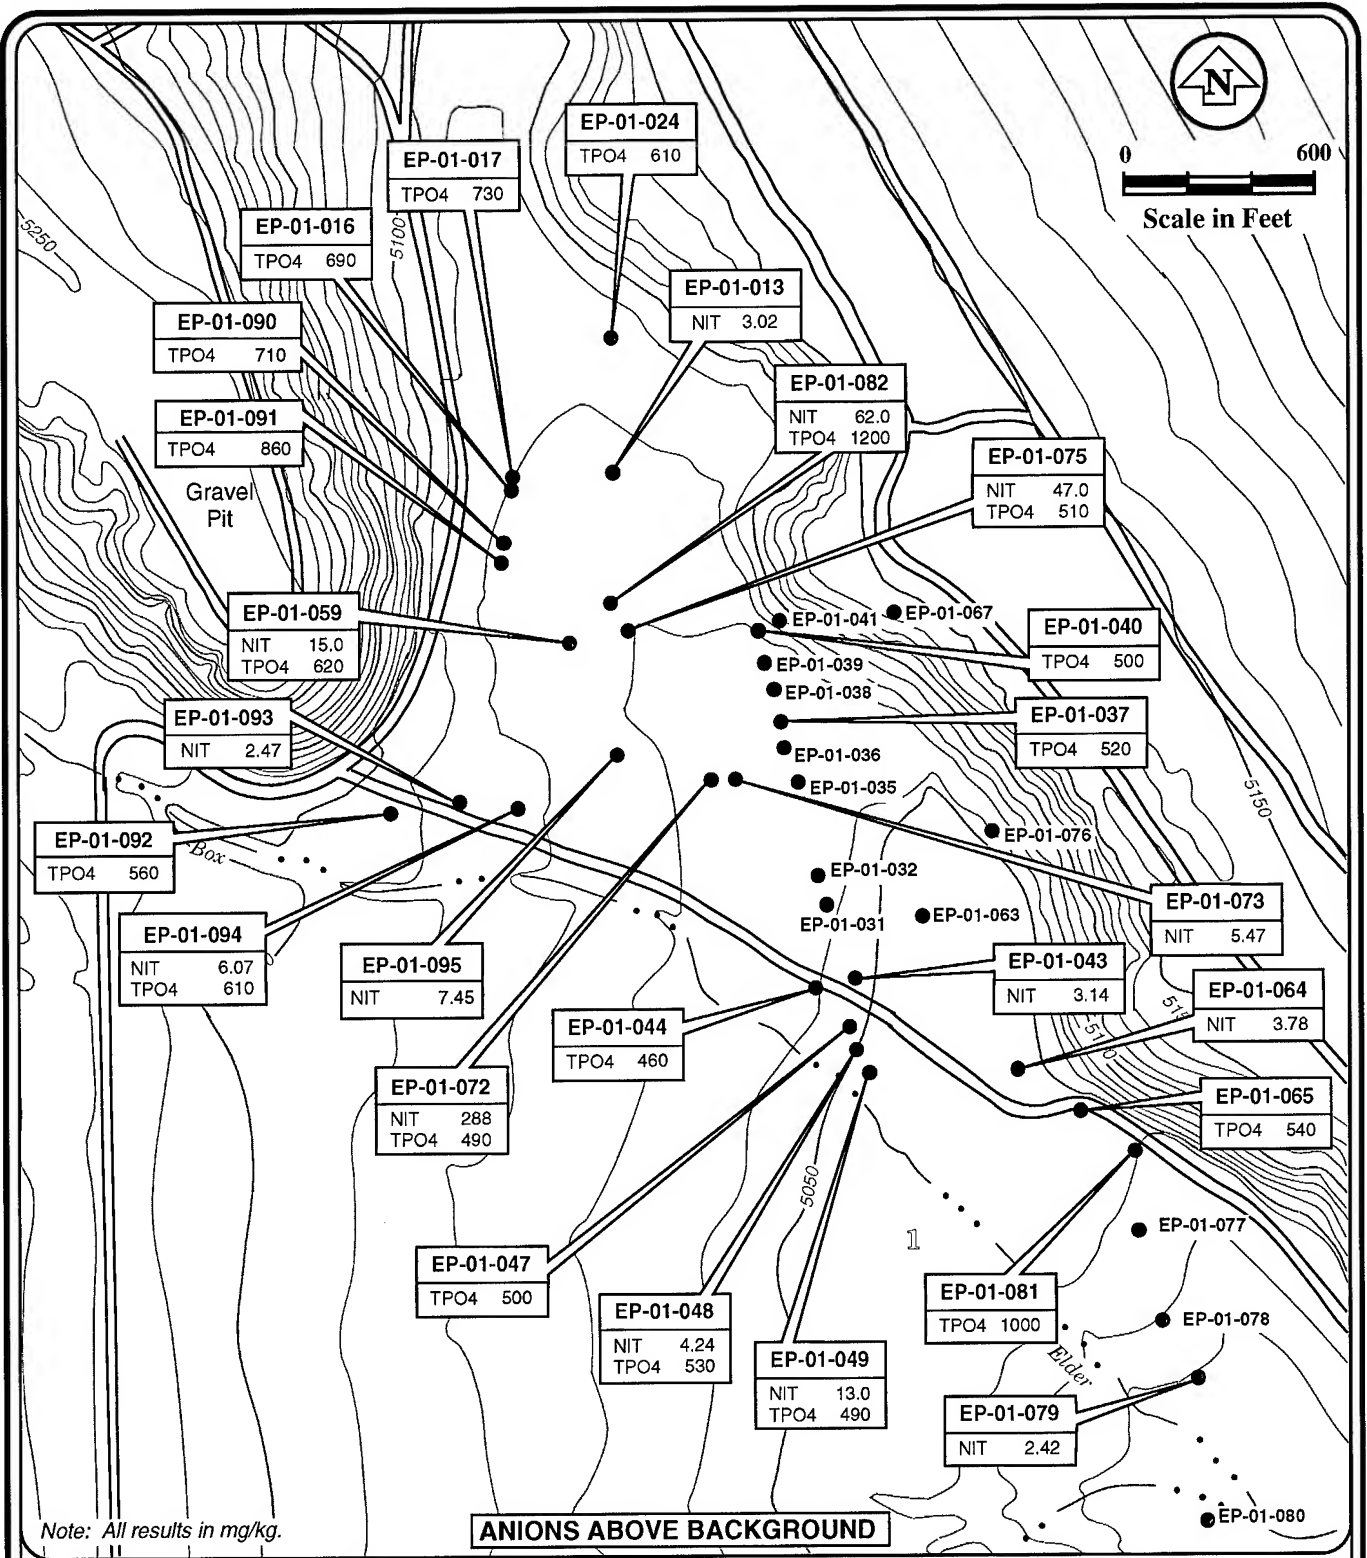 N
0 600
Scale in Feet
EP-01-024
TPO4 610
EP-01-017
TPO4 730
EP-01-016
TPO4 690
5100
5250
EP-01-013
NIT 3.02
EP-01-090
TPO4 710
EP-01-082
NIT 62.0
TPO4 1200
EP-01-091
TPO4 860
EP-01-075
NIT 47.0
TPO4 510
Gravel
Pit
EP-01-059
NIT 15.0
TPO4 620
EP-01-041
EP-01-067
EP-01-040
TPO4 500
EP-01-039
EP-01-038
EP-01-093
NIT 2.47
EP-01-037
TPO4 520
EP-01-036
EP-01-035
5150
EP-01-092
TPO4 560
Box
EP-01-076
EP-01-032
EP-01-031
EP-01-063
EP-01-073
NIT 5.47
EP-01-094
NIT 6.07
TPO4 610
EP-01-095
NIT 7.45
EP-01-043
NIT 3.14
EP-01-064
NIT 3.78
EP-01-044
TPO4 460
5100
EP-01-072
NIT 288
TPO4 490
EP-01-065
TPO4 540
5050
1
EP-01-077
EP-01-047
TPO4 500
EP-01-048
NIT 4.24
TPO4 530
EP-01-081
TPO4 1000
EP-01-078
Elder
EP-01-049
NIT 13.0
TPO4 490
EP-01-079
NIT 2.42
EP-01-080
Note: All results in mg/kg.
ANIONS ABOVE BACKGROUND